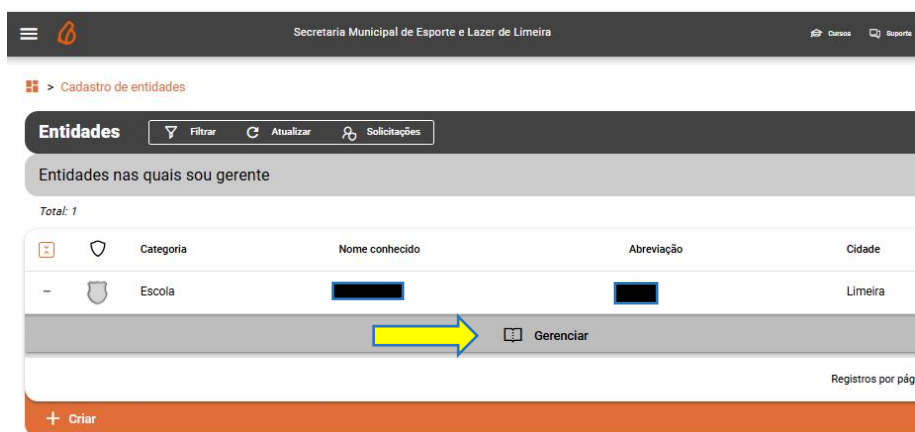 Secretaria Municipal de Esporte e Lazer de Limeira
Cursos Suporte
> Cadastro de entidades
Entidades Filtrar Atualizar Solicitações
Entidades nas quais sou gerente
Total: 1
Categoria Nome conhecido Abreviação Cidade
– Escola Limeira
Gerenciar
Registros por pág
+ Criar